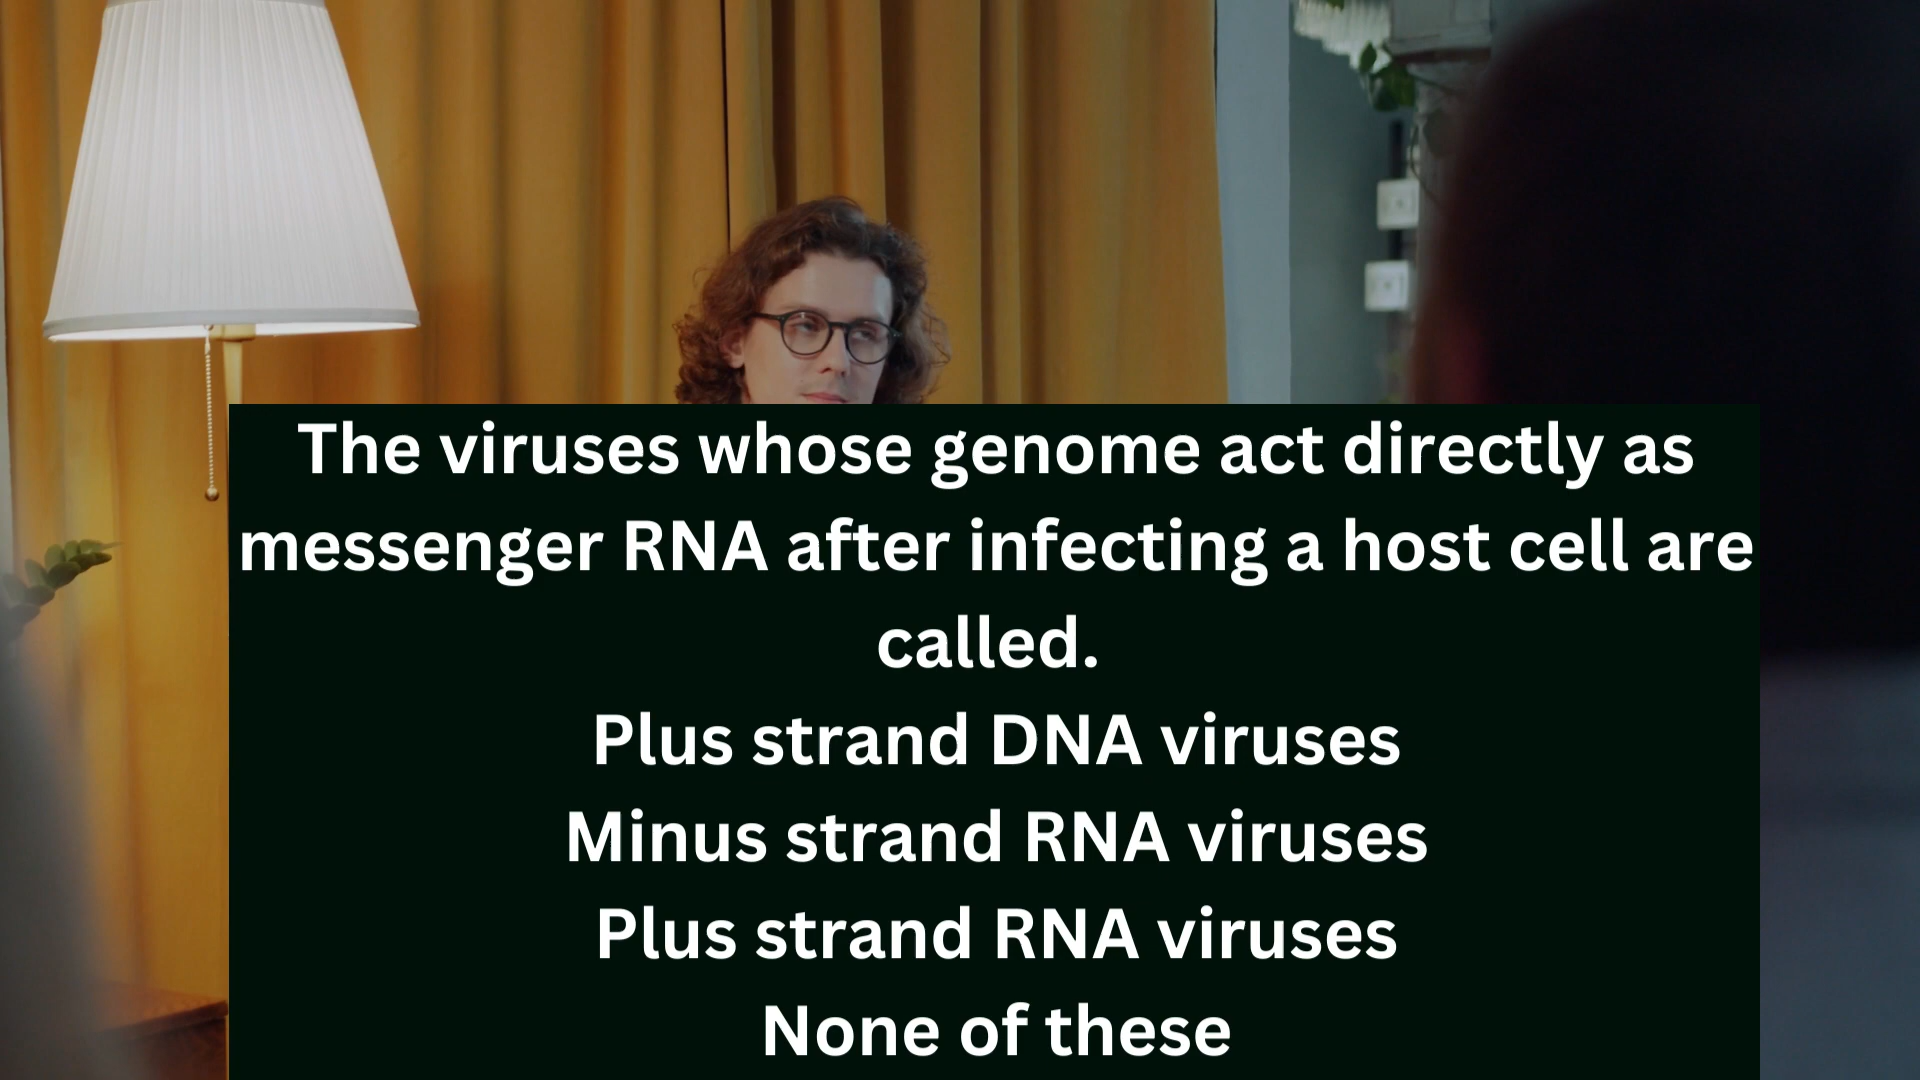 The viruses whose genome act directly as
messenger RNA after infecting a host cell are
called.
Plus strand DNA viruses
Minus strand RNA viruses
Plus strand RNA viruses
None of these